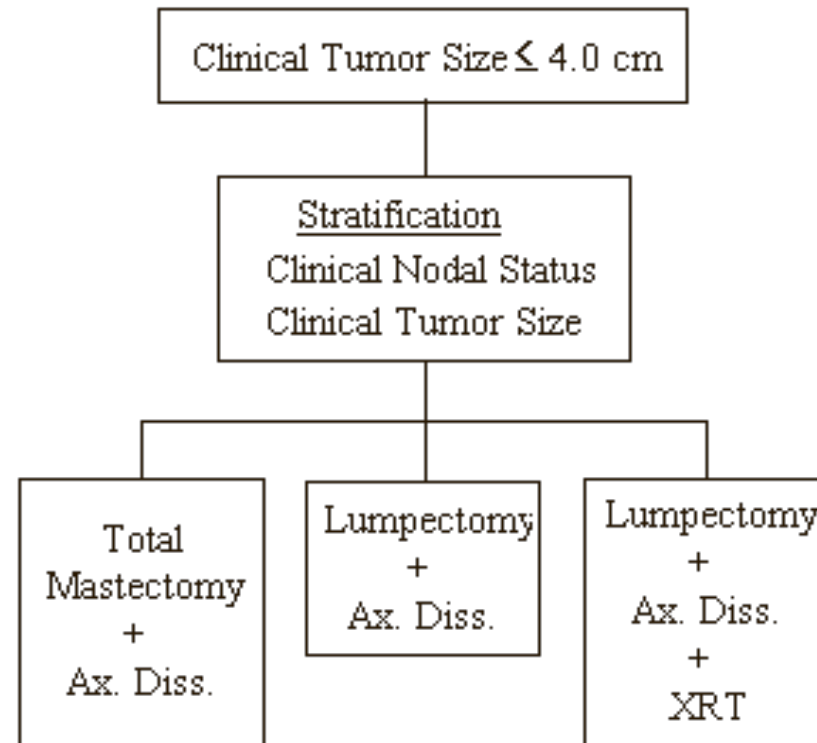 Clinical Tumor Size ≤ 4.0 cm
Stratification
Clinical Nodal Status
Clinical Tumor Size
Total
Mastectomy
+
Ax. Diss.
Lumpectomy
+
Ax. Diss.
Lumpectomy
+
Ax. Diss.
+
XRT